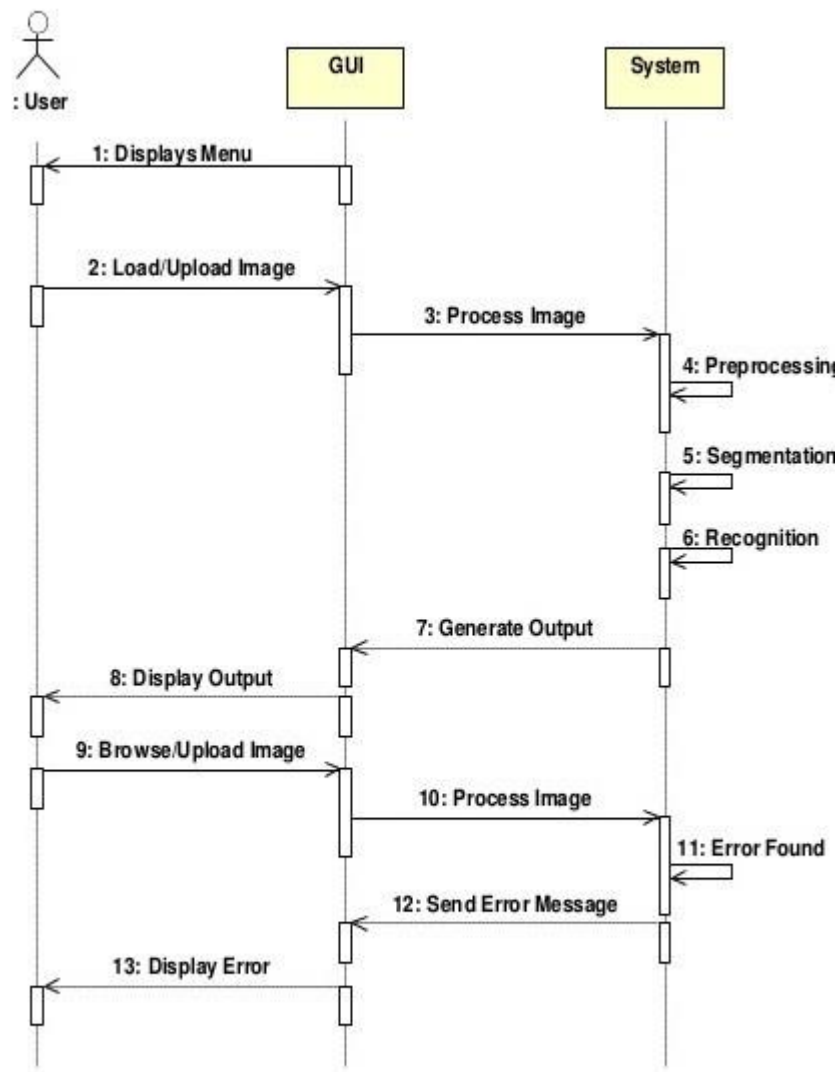 GUI
System
: User
1: Displays Menu
2: Load/Upload Image
3: Process Image
4: Preprocessing
5: Segmentation
6: Recognition
7: Generate Output
8: Display Output
9: Browse/Upload Image
10: Process Image
11: Error Found
12: Send Error Message
13: Display Error